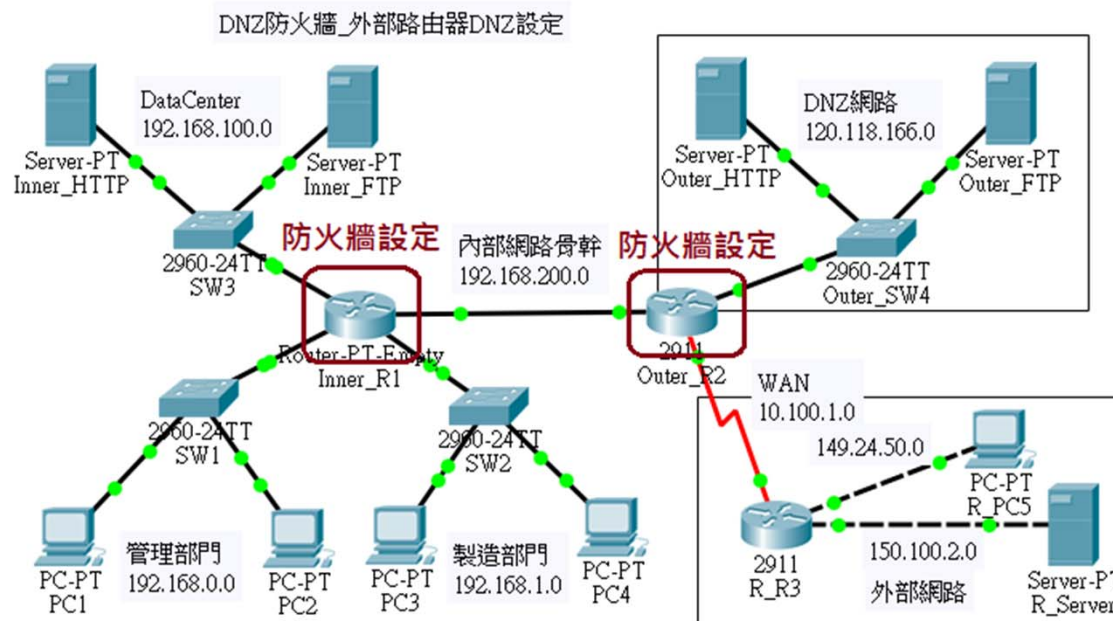 DNZ防火牆_外部路由器DNZ設定
DataCenter
192.168.100.0
Server-PT
Inner_HTTP
Server-PT
Inner_FTP
2960-24TT
SW3
防火牆設定
內部網路骨幹
192.168.200.0
防火牆設定
DNZ網路
120.118.166.0
Server-PT
Outer_HTTP
Server-PT
Outer_FTP
2960-24TT
Outer_SW4
Router-PT-Empty
Inner_R1
2911
Outer_R2
2960-24TT
SW1
2960-24TT
SW2
WAN
10.100.1.0
149.24.50.0
PC-PT
R_PC5
管理部門
192.168.0.0
PC-PT
PC1
PC-PT
PC2
製造部門
192.168.1.0
PC-PT
PC3
PC-PT
PC4
2911
R_R3
150.100.2.0
外部網路
Server-PT
R_Server